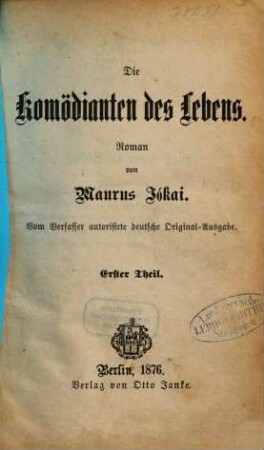 Die
Komödianten des Lebens.
Roman
von
Maurus Jókai.
Vom Verfasser autorisirte deutsche Original-Ausgabe.
Erster Theil.
Berlin, 1876.
Verlag von Otto Janke.